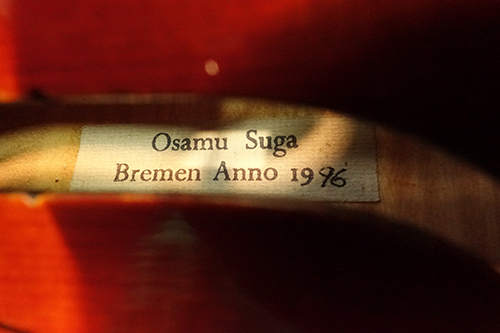 Osamu Suga
Bremen Anno 1996